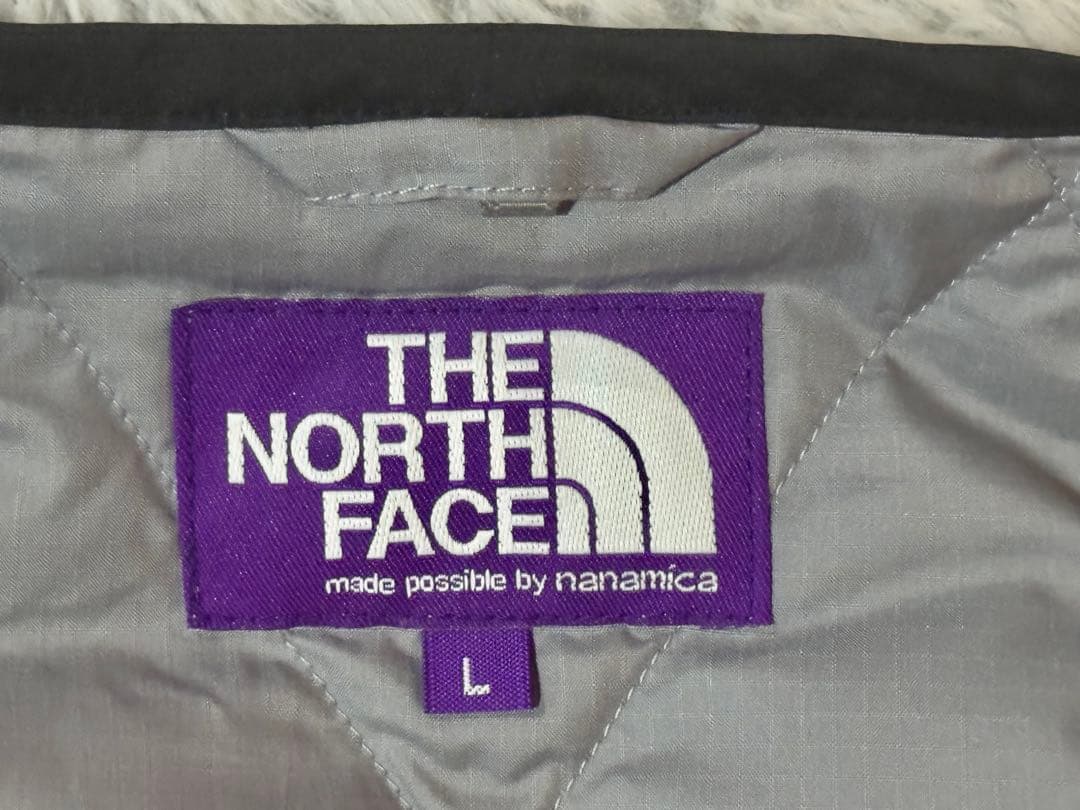 THE
NORTH
FACE
made possible by nanamica
L